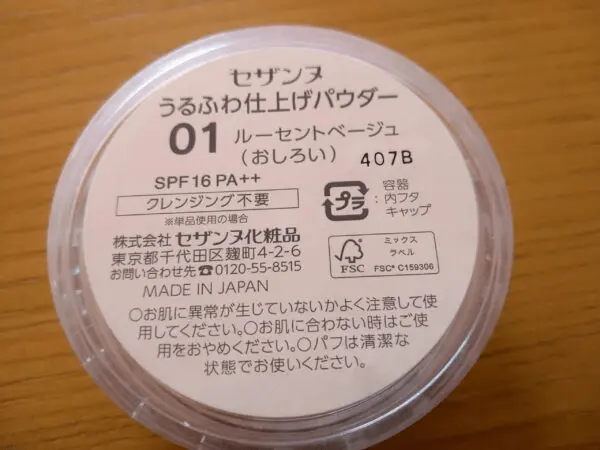 セザンヌ
うるふわ仕上げパウダー
01 ルーセントベージュ
(おしろい) 407B
SPF16 PA++
クレンジング不要
※単品使用の場合
プラ
容器
:内フタ
キャップ
株式会社 セザンヌ化粧品
東京都千代田区麹町4-2-6
お問い合わせ先☎0120-55-8515
MADE IN JAPAN
FSC
ミックス
ラベル
FSC® C159306
○お肌に異常が生じていないかよく注意して使
用してください。○お肌に合わない時はご使
用をおやめください。○パフは清潔な
状態でお使いください。